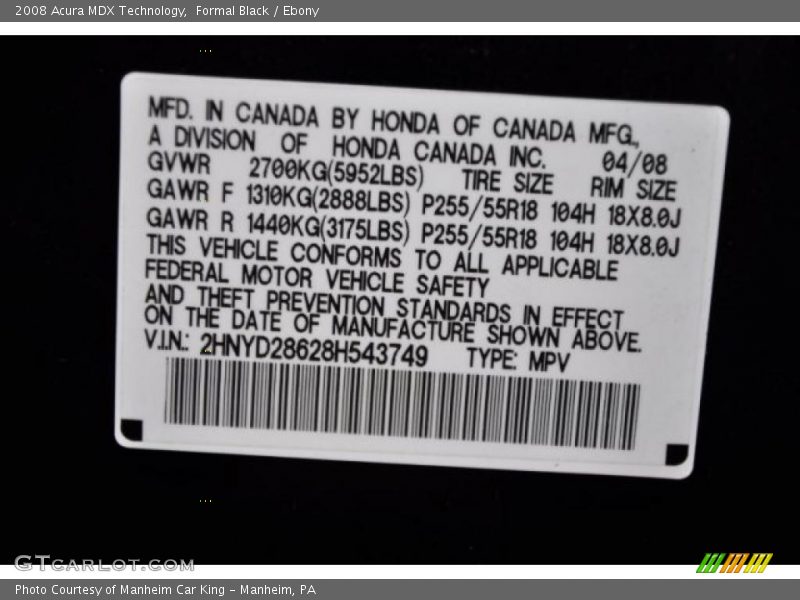 2008 Acura MDX Technology,  Formal Black / Ebony
MFD. IN CANADA BY HONDA OF CANADA MFG.,
A DIVISION OF HONDA CANADA INC. 04/08
GVWR 2700KG(5952LBS) TIRE SIZE RIM SIZE
GAWR F 1310KG(2888LBS) P255/55R18 104H 18X8.0J
GAWR R 1440KG(3175LBS) P255/55R18 104H 18X8.0J
THIS VEHICLE CONFORMS TO ALL APPLICABLE
FEDERAL MOTOR VEHICLE SAFETY
AND THEFT PREVENTION STANDARDS IN EFFECT
ON THE DATE OF MANUFACTURE SHOWN ABOVE.
V.I.N.: 2HNYD28628H543749 TYPE: MPV
GTCARLOT.COM
Photo Courtesy of Manheim Car King - Manheim, PA